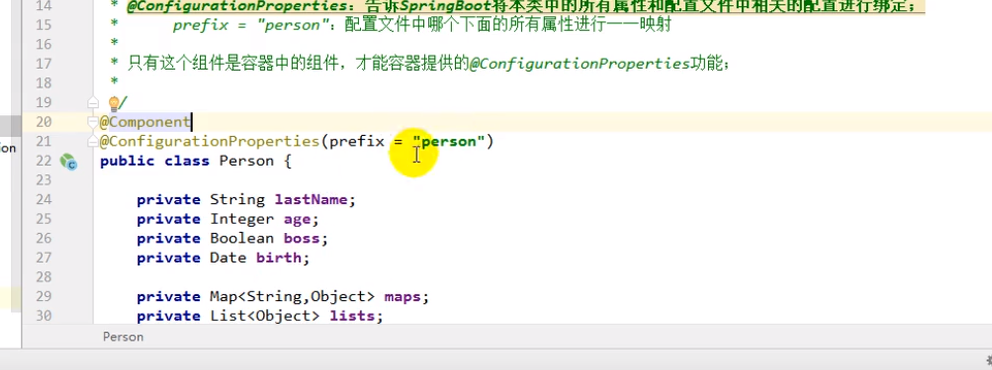 14 * @ConfigurationProperties：告诉SpringBoot将本类中的所有属性和配置文件中相关的配置进行绑定；
15 * prefix = "person"：配置文件中哪个下面的所有属性进行一一映射
16 *
17 * 只有这个组件是容器中的组件，才能容器提供的@ConfigurationProperties功能；
18 *
19 */
20 @Component
ion
21 @ConfigurationProperties(prefix = "person")
22 public class Person {
23
24 private String lastName;
25 private Integer age;
26 private Boolean boss;
27 private Date birth;
28
29 private Map<String,Object> maps;
30 private List<Object> lists;
Person